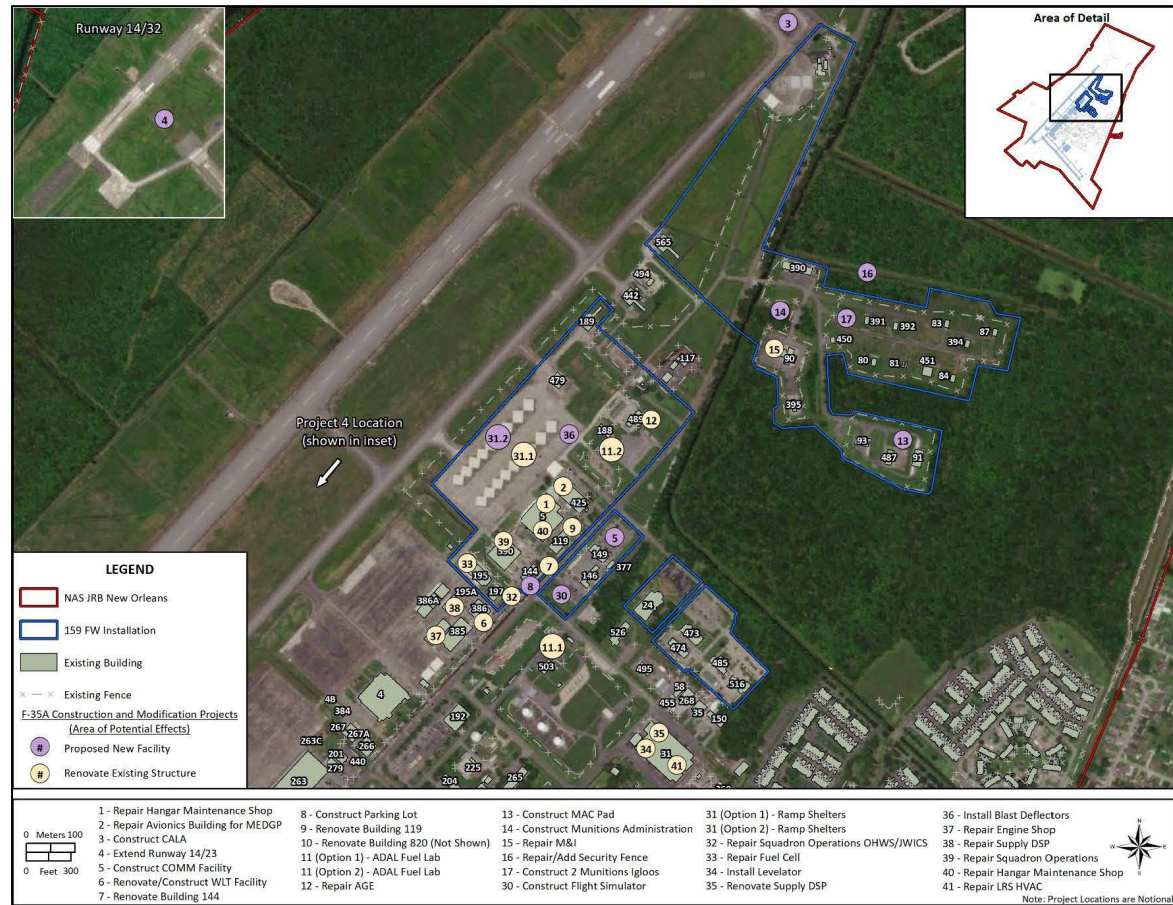 Runway 14/32
4
3
Area of Detail
565
494
442
189
390
16
14
17
391
392
83
87
450
394
15
90
80
81
451
84
117
479
395
12
489
188
13
93
487
91
31.2
36
31.1
11.2
Project 4 Location
(shown in inset)
2
1
425
5
40
9
5
39
119
149
33
7
377
195
144
146
195A
197
8
30
386A
32
38
386
24
6
37
385
526
473
11.1
474
503
495
485
516
58
4B
4
455
268
384
35
150
192
267
267A
35
263C
266
34
31
201
440
41
279
225
263
204
265
LEGEND
NAS JRB New Orleans
159 FW Installation
Existing Building
Existing Fence
F-35A Construction and Modification Projects
(Area of Potential Effects)
# Proposed New Facility
# Renovate Existing Structure
0 Meters 100
0 Feet 300
1 - Repair Hangar Maintenance Shop
2 - Repair Avionics Building for MEDGP
3 - Construct CALA
4 - Extend Runway 14/23
5 - Construct COMM Facility
6 - Renovate/Construct WLT Facility
7 - Renovate Building 144
8 - Construct Parking Lot
9 - Renovate Building 119
10 - Renovate Building 820 (Not Shown)
11 (Option 1) - ADAL Fuel Lab
11 (Option 2) - ADAL Fuel Lab
12 - Repair AGE
13 - Construct MAC Pad
14 - Construct Munitions Administration
15 - Repair M&I
16 - Repair/Add Security Fence
17 - Construct 2 Munitions Igloos
30 - Construct Flight Simulator
31 (Option 1) - Ramp Shelters
31 (Option 2) - Ramp Shelters
32 - Repair Squadron Operations OHWS/JWICS
33 - Repair Fuel Cell
34 - Install Levelator
35 - Renovate Supply DSP
36 - Install Blast Deflectors
37 - Repair Engine Shop
38 - Repair Supply DSP
39 - Repair Squadron Operations
40 - Repair Hangar Maintenance Shop
41 - Repair LRS HVAC
N
E
S
W
Note: Project Locations are Notional